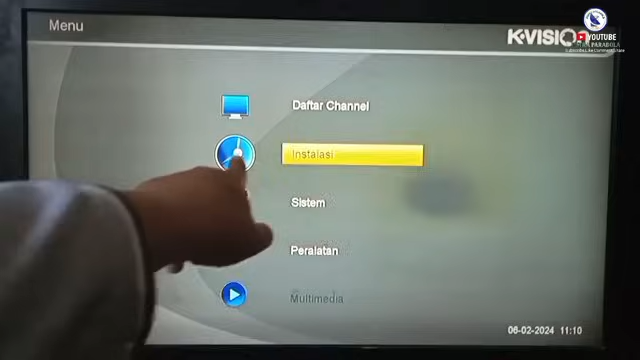 Menu
K-VISION
YOUTUBE
Daftar Channel
Instalasi
Sistem
Peralatan
Multimedia
06-02-2024 11:10